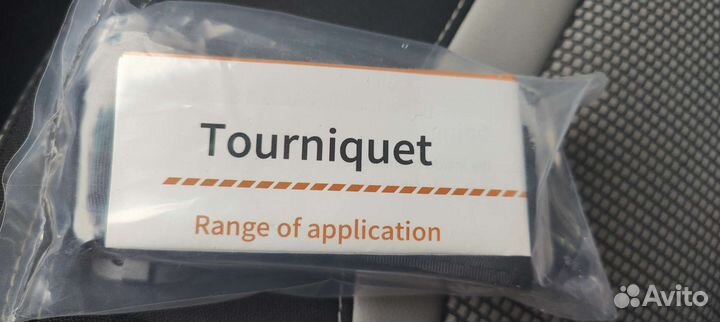 Tourniquet
Range of application
Avito